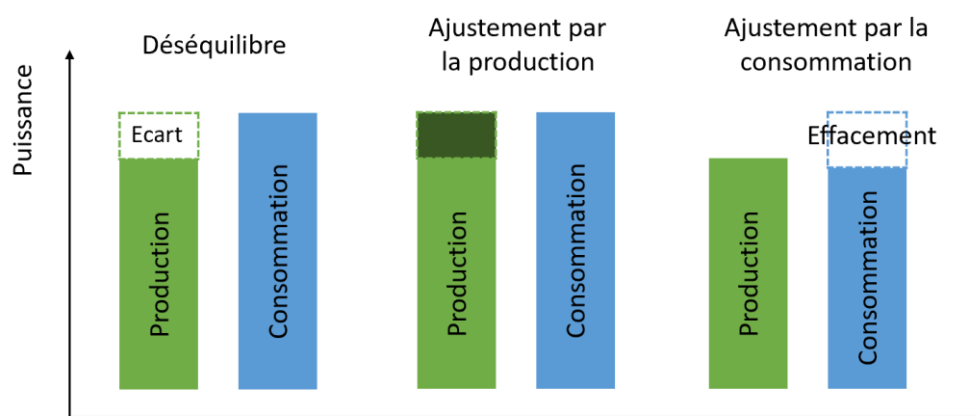 Déséquilibre
Ajustement par
la production
Ajustement par la
consommation
Puissance
Ecart
Production
Consommation
Production
Consommation
Production
Effacement
Consommation